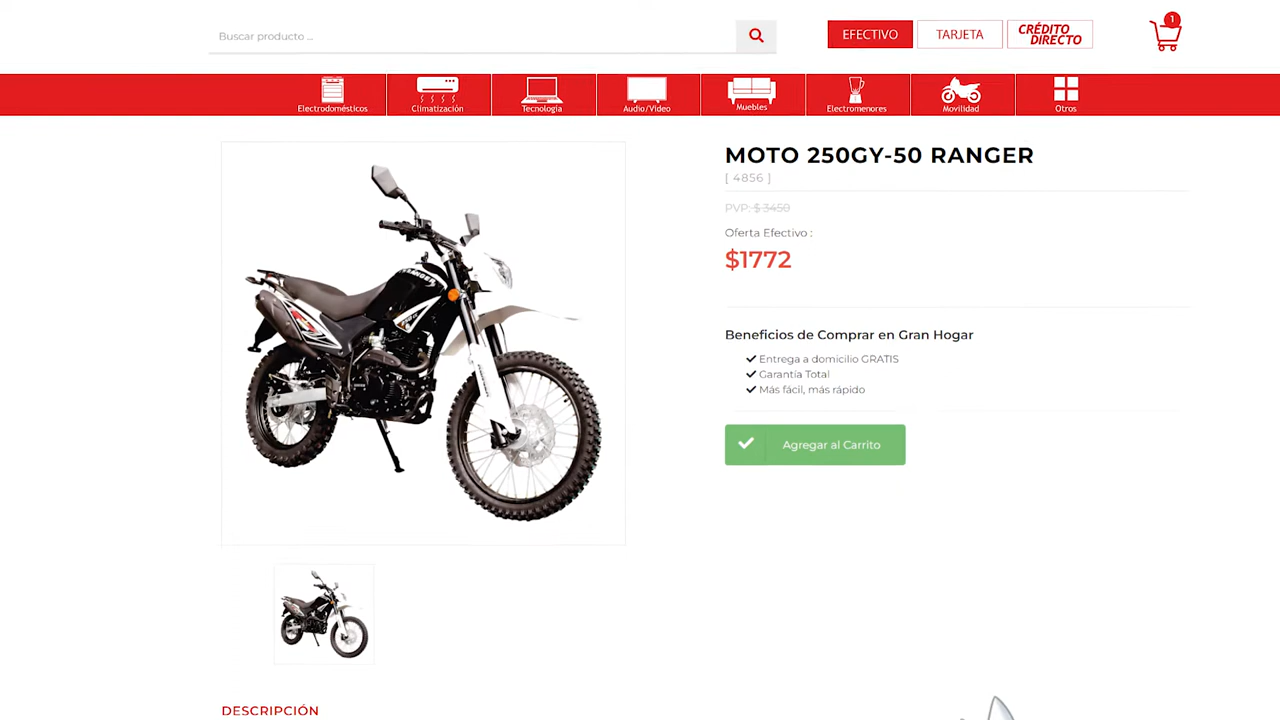 Buscar producto ...
EFECTIVO
TARJETA
CRÉDITO
DIRECTO
1
Electrodomésticos
Climatización
Tecnología
Audio/Video
Muebles
Electromenores
Movilidad
Otros
MOTO 250GY-50 RANGER
[ 4856 ]
PVP: $ 3450
Oferta Efectivo :
$1772
Beneficios de Comprar en Gran Hogar
Entrega a domicilio GRATIS
Garantía Total
Más fácil, más rápido
Agregar al Carrito
RANGER
DESCRIPCIÓN